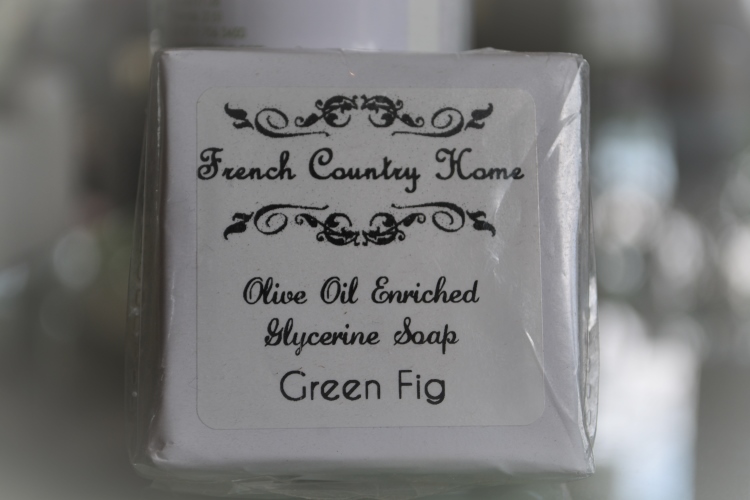 French Country Home
Olive Oil Enriched
Glycerine Soap
Green Fig